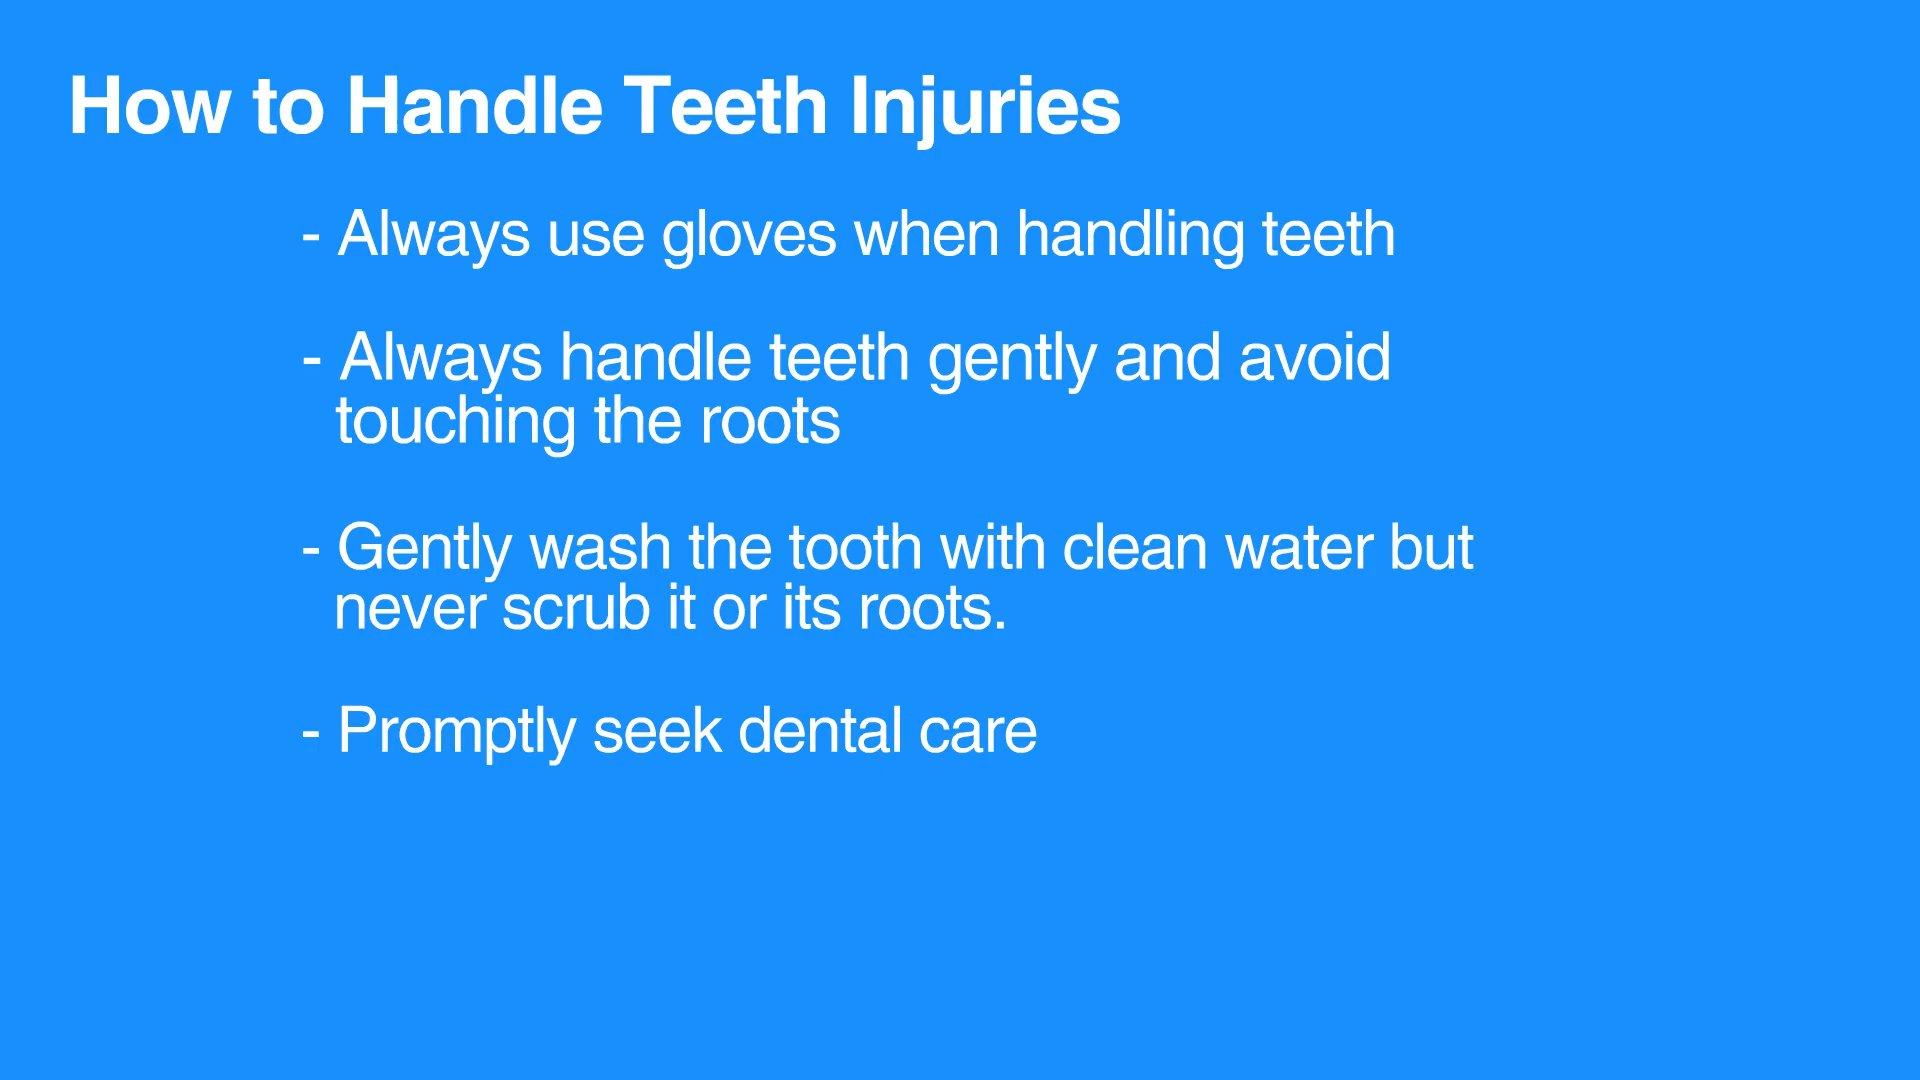 How to Handle Teeth Injuries
- Always use gloves when handling teeth
- Always handle teeth gently and avoid
touching the roots
- Gently wash the tooth with clean water but
never scrub it or its roots.
- Promptly seek dental care